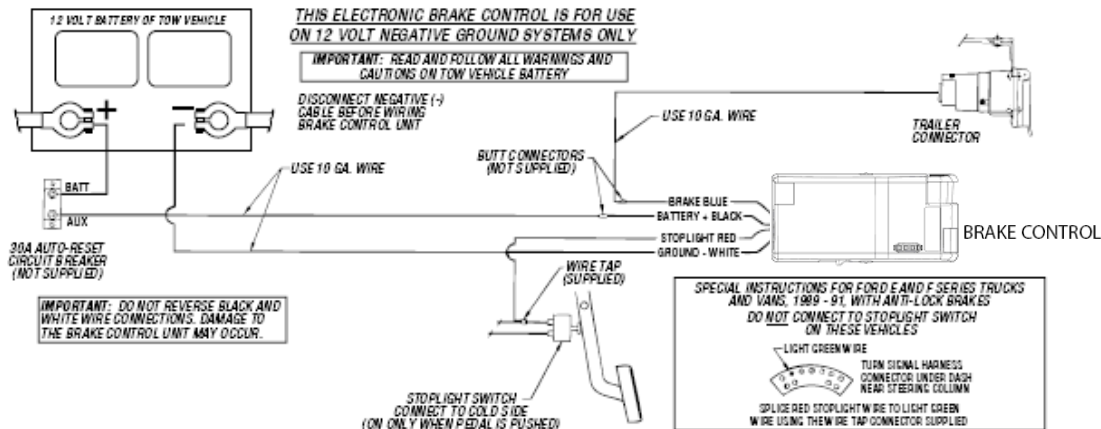 12 VOLT BATTERY OF TOW VEHICLE
+
-
THIS ELECTRONIC BRAKE CONTROL IS FOR USE
ON 12 VOLT NEGATIVE GROUND SYSTEMS ONLY
IMPORTANT: READ AND FOLLOW ALL WARNINGS AND
CAUTIONS ON TOW VEHICLE BATTERY
DISCONNECT NEGATIVE (-)
CABLE BEFORE WIRING
BRAKE CONTROL UNIT
USE 10 GA. WIRE
TRAILER
CONNECTOR
BUTT CONNECTORS
(NOT SUPPLIED)
USE 10 GA. WIRE
BATT
AUX
30A AUTO-RESET
CIRCUIT BREAKER
(NOT SUPPLIED)
BRAKE BLUE
BATTERY + BLACK
STOPLIGHT RED
GROUND - WHITE
BRAKE CONTROL
WIRE TAP
(SUPPLIED)
IMPORTANT: DO NOT REVERSE BLACK AND
WHITE WIRE CONNECTIONS. DAMAGE TO
THE BRAKE CONTROL UNIT MAY OCCUR.
STOPLIGHT SWITCH
CONNECT TO COLD SIDE
(ON ONLY WHEN PEDAL IS PUSHED)
SPECIAL INSTRUCTIONS FOR FORD E AND F SERIES TRUCKS
AND VANS, 1989 - 91, WITH ANTI-LOCK BRAKES
DO NOT CONNECT TO STOPLIGHT SWITCH
ON THESE VEHICLES
LIGHT GREEN WIRE
TURN SIGNAL HARNESS
CONNECTOR UNDER DASH
NEAR STEERING COLUMN
SPLICE RED STOPLIGHT WIRE TO LIGHT GREEN
WIRE USING THE WIRE TAP CONNECTOR SUPPLIED